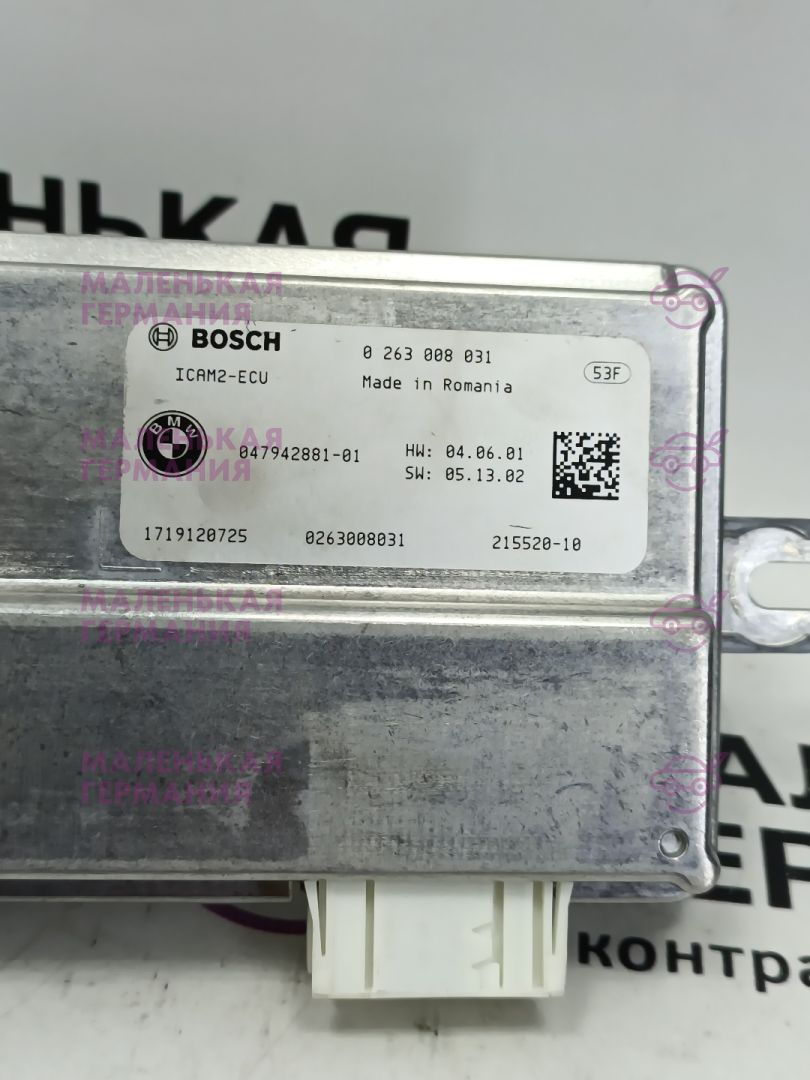 НЬКАЯ
МАЛЕНЬКАЯ
ГЕРМАНИЯ
BOSCH
0 263 008 031
ICAM2-ECU
Made in Romania
53F
BMW
МАЛЕНЬКАЯ
ГЕРМАНИЯ
047942881-01
HW: 04.06.01
SW: 05.13.02
1719120725
0263008031
215520-10
МАЛЕНЬКАЯ
ГЕРМАНИЯ
МАЛЕНЬКАЯ
ГЕРМАНИЯ
контра